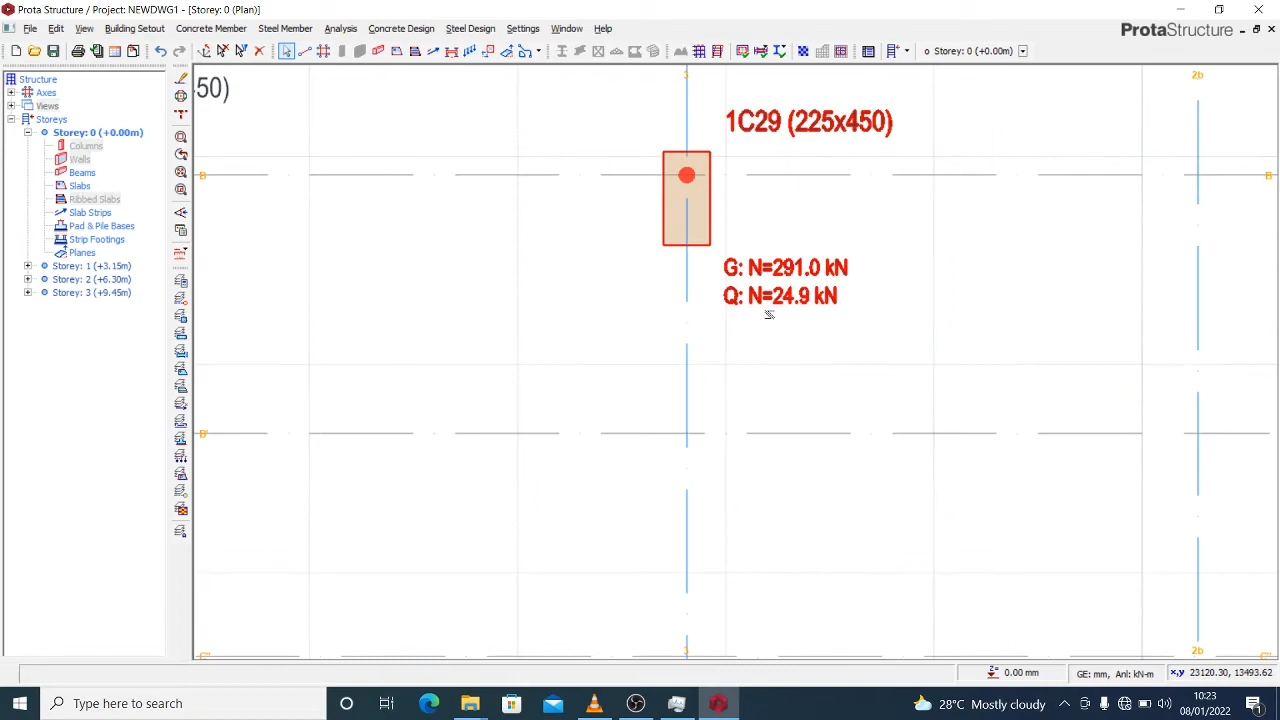 Prota Structure / Project: NEWDWG1 - [Storey: 0 (Plan)]
File Edit View Building Setout Concrete Member Steel Member Analysis Concrete Design Steel Design Settings Window Help
ProtaStructure
Storey: 0 (+0.00m)
Structure
Axes
Views
Storeys
Storey: 0 (+0.00m)
Columns
Walls
Beams
Slabs
Ribbed Slabs
Slab Strips
Pad & Pile Bases
Strip Footings
Planes
Storey: 1 (+3.15m)
Storey: 2 (+6.30m)
Storey: 3 (+9.45m)
50)
3
2b
1C29 (225x450)
B
B
G: N=291.0 kN
Q: N=24.9 kN
B'
C"
3
2b
C"
Z= 0.00 mm
GE: mm, Anl: kN-m
x,y 23120.30, 13493.62
Type here to search
28°C Mostly cloudy
10:23
08/01/2022